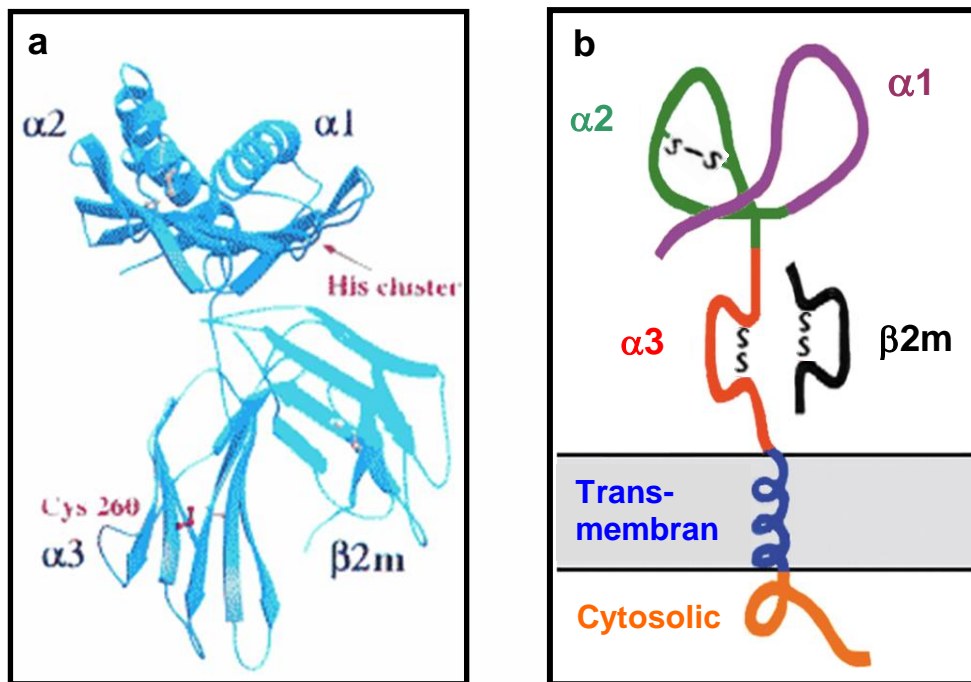 a
α2
α1
His cluster
Cys 260
α3
β2m
b
α1
α2
S-S
α3
S
S
S
S
β2m
Trans-
membran
Cytosolic